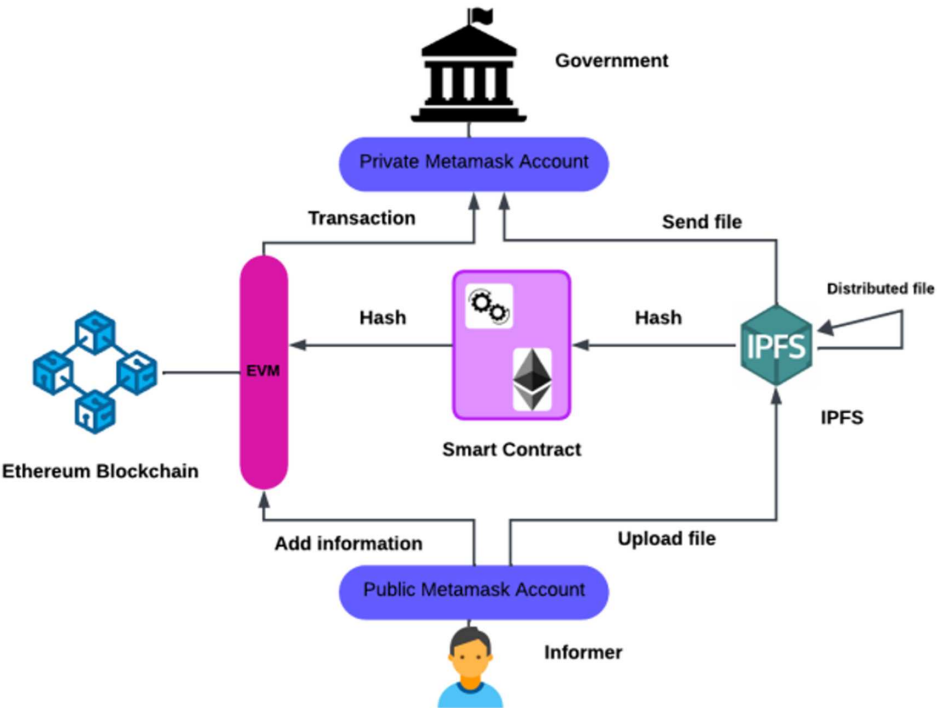 Government
Private Metamask Account
Transaction
Send file
Distributed file
Hash
Hash
IPFS
EVM
IPFS
Smart Contract
Ethereum Blockchain
Add information
Upload file
Public Metamask Account
Informer